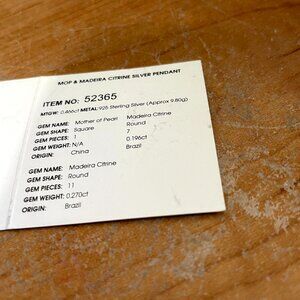 MOP & MADEIRA CITRINE SILVER PENDANT
ITEM NO: 52365
MTGW: 0.466ct METAL: 925 Sterling Silver (Approx 9.80g)
GEM NAME: Mother of Pearl Madeira Citrine
GEM SHAPE: Square Round
GEM PIECES: 1 7
GEM WEIGHT: N/A 0.196ct
ORIGIN: China Brazil
GEM NAME: Madeira Citrine
GEM SHAPE: Round
GEM PIECES: 11
GEM WEIGHT: 0.270ct
ORIGIN: Brazil